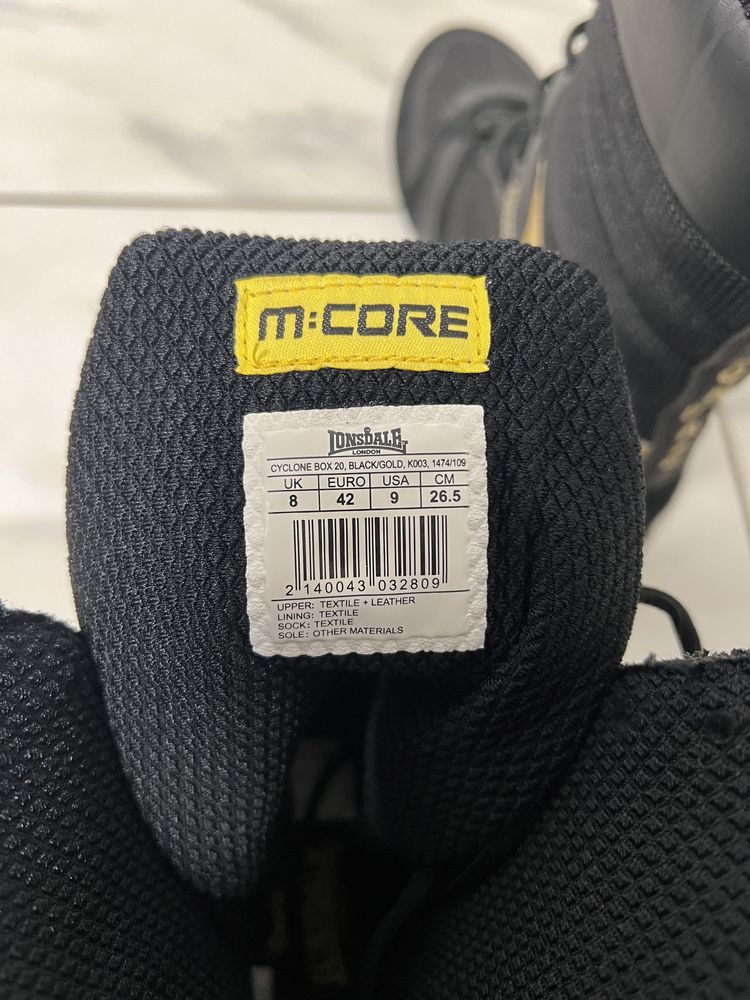 M:CORE
LONSDALE
LONDON
CYCLONE BOX 20, BLACK/GOLD, K003, 1474/109
UK EURO USA CM
8 42 9 26.5
2 140043 032809
UPPER: TEXTILE + LEATHER
LINING: TEXTILE
SOCK: TEXTILE
SOLE: OTHER MATERIALS